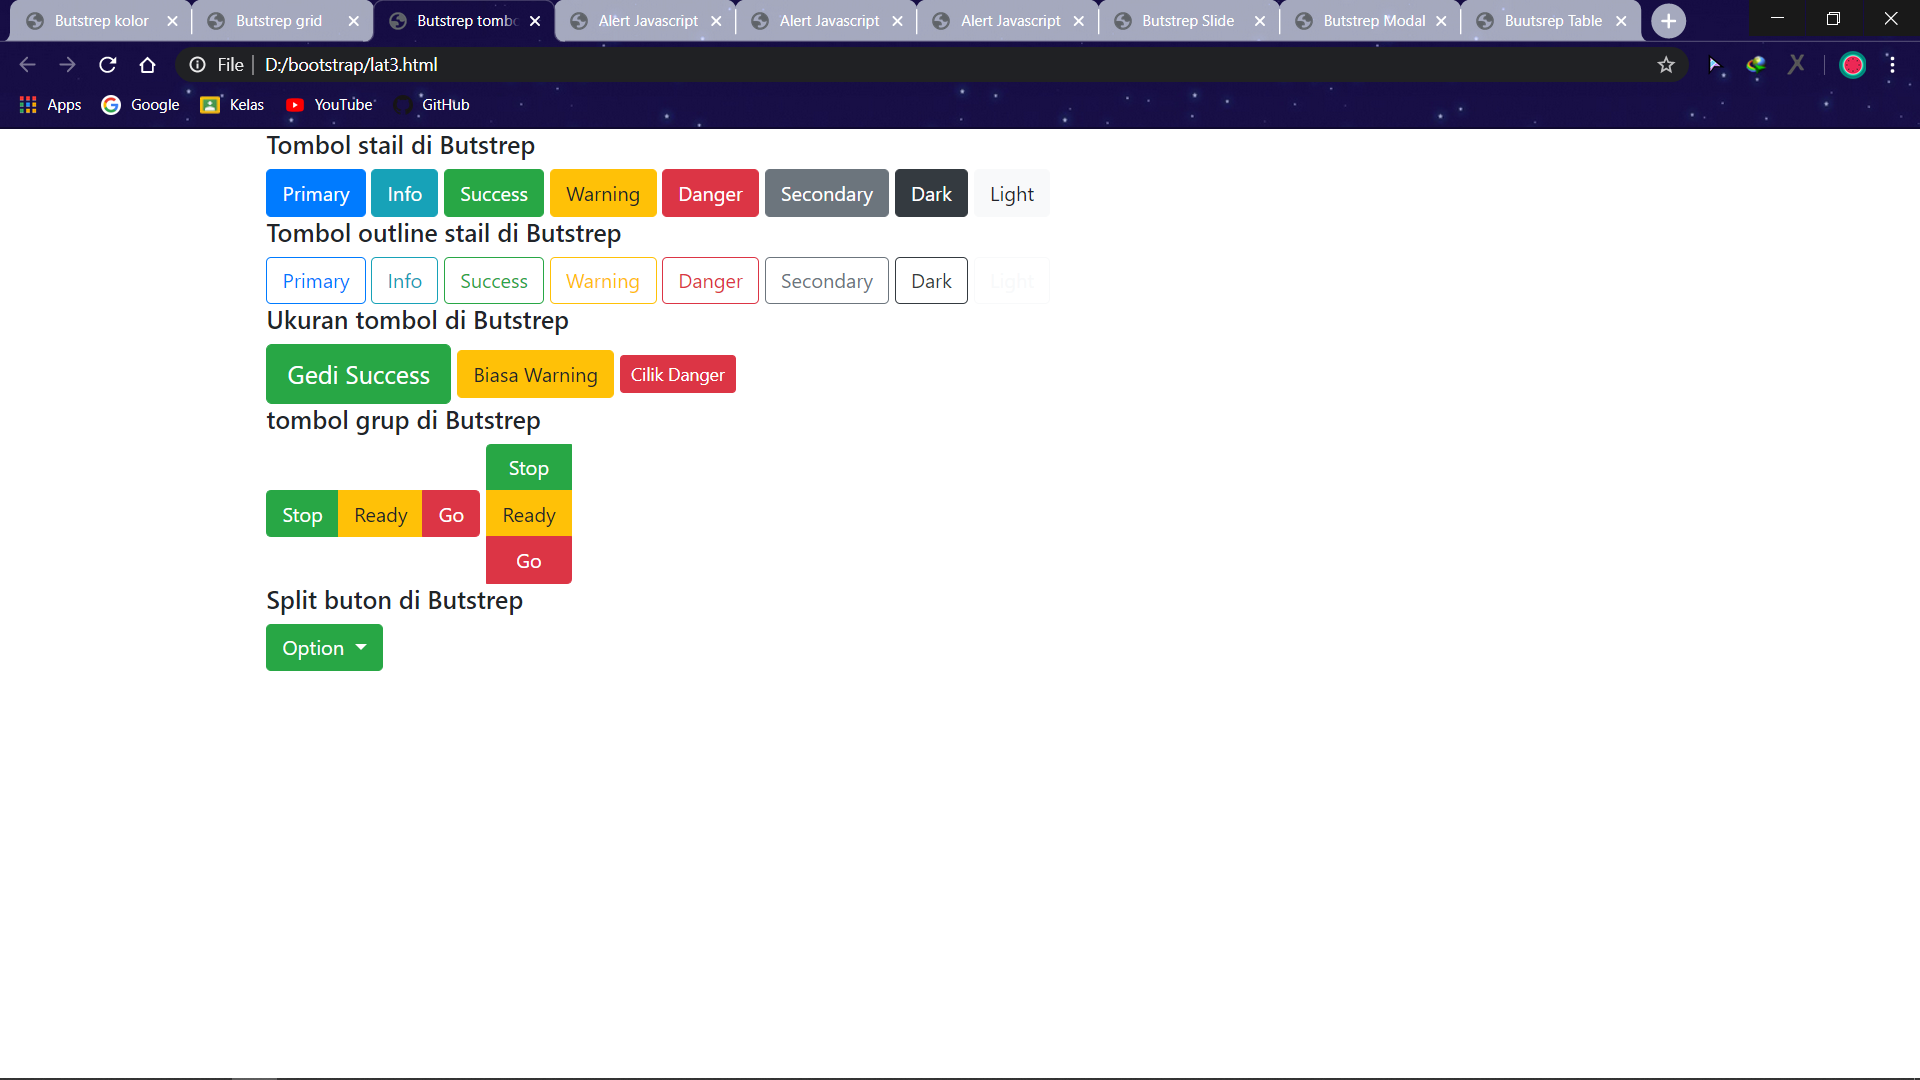 Butstrep kolor Butstrep grid Butstrep tombo Alert Javascript Alert Javascript Alert Javascript Butstrep Slide Butstrep Modal Buutsrep Table
File D:/bootstrap/lat3.html
Apps Google Kelas YouTube GitHub
Tombol stail di Butstrep
Primary Info Success Warning Danger Secondary Dark Light
Tombol outline stail di Butstrep
Primary Info Success Warning Danger Secondary Dark Light
Ukuran tombol di Butstrep
Gedi Success Biasa Warning Cilik Danger
tombol grup di Butstrep
Stop Ready Go
Stop
Ready
Go
Split buton di Butstrep
Option